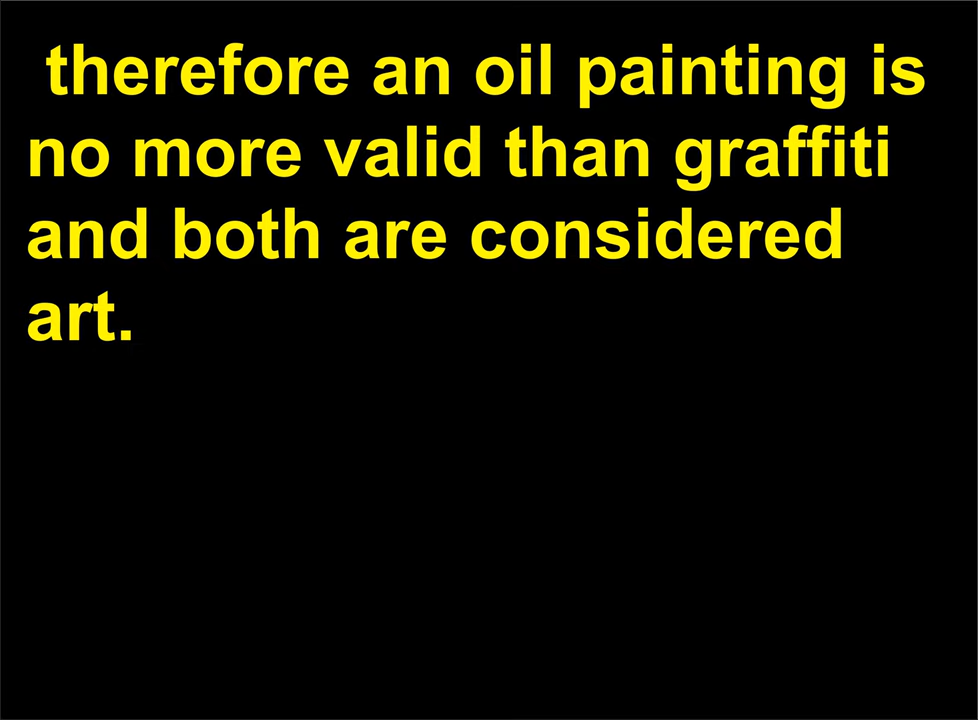 therefore an oil painting is
no more valid than graffiti
and both are considered
art.